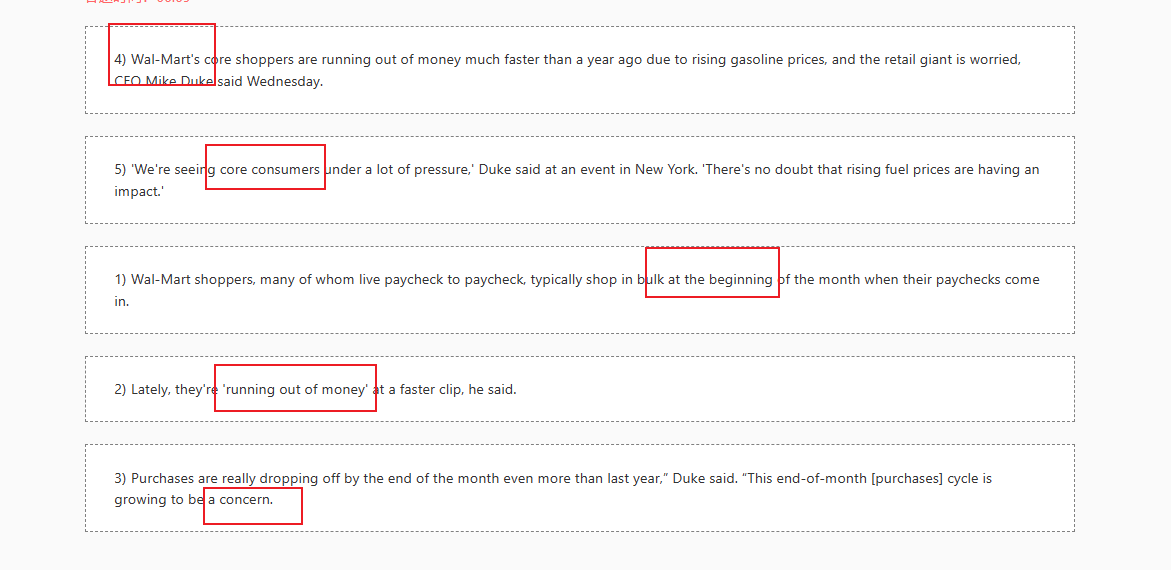 4) Wal-Mart's core shoppers are running out of money much faster than a year ago due to rising gasoline prices, and the retail giant is worried,
CEO Mike Duke said Wednesday.
5) 'We're seeing core consumers under a lot of pressure,' Duke said at an event in New York. 'There's no doubt that rising fuel prices are having an
impact.'
1) Wal-Mart shoppers, many of whom live paycheck to paycheck, typically shop in bulk at the beginning of the month when their paychecks come
in.
2) Lately, they're 'running out of money' at a faster clip, he said.
3) Purchases are really dropping off by the end of the month even more than last year,” Duke said. “This end-of-month [purchases] cycle is
growing to be a concern.